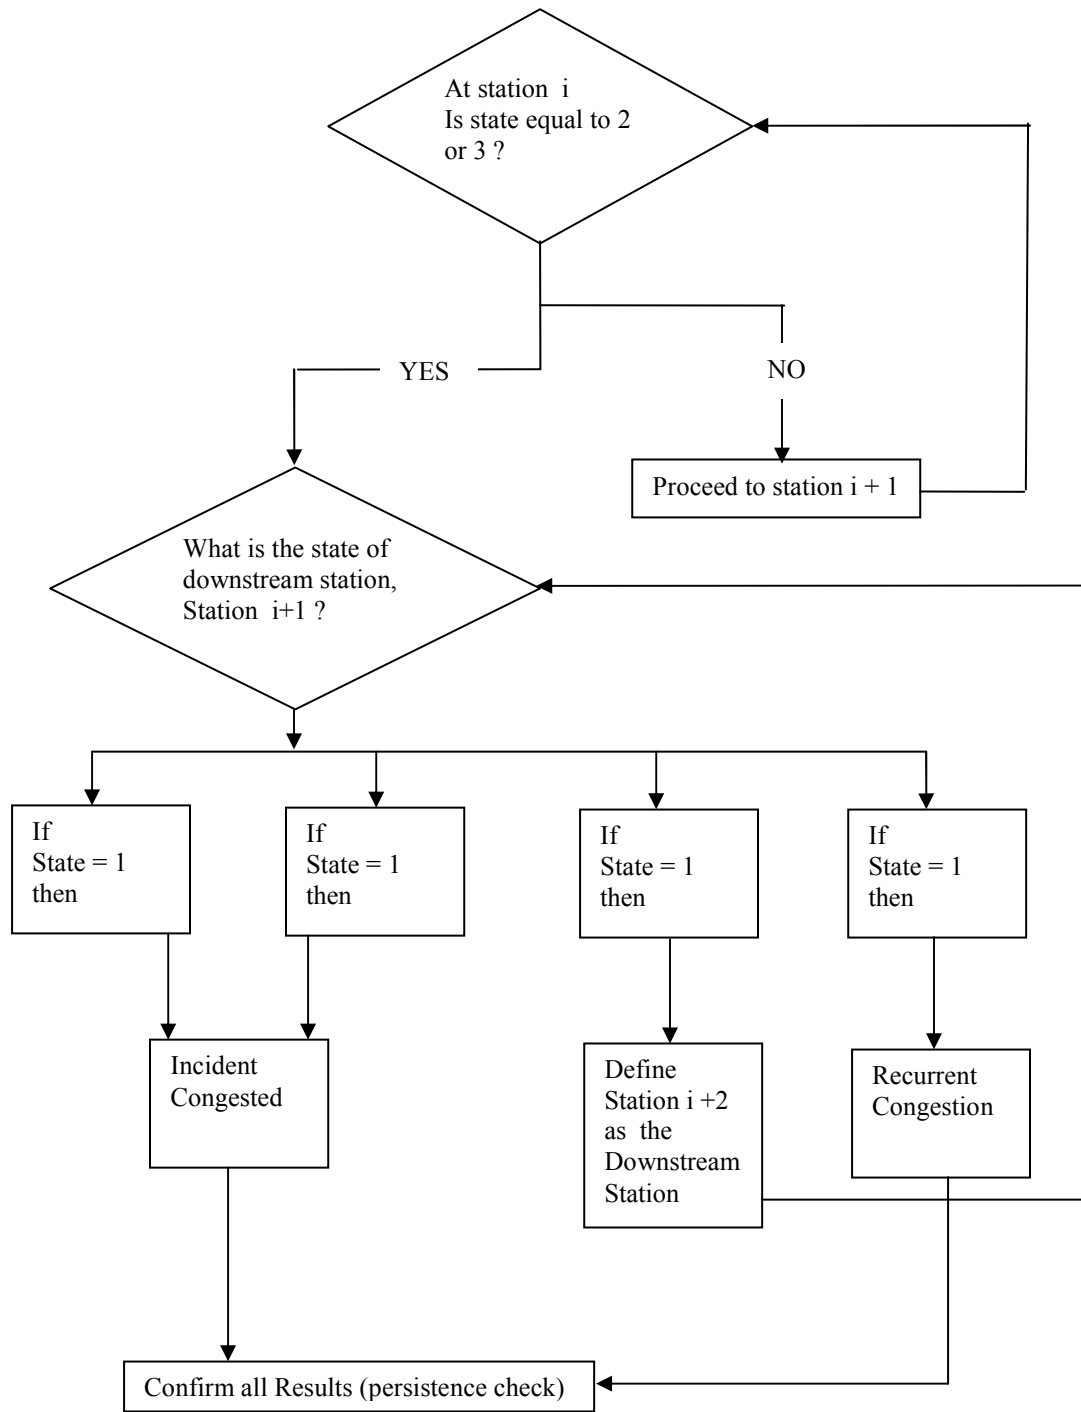 At station i
Is state equal to 2
or 3 ?
YES
NO
Proceed to station i + 1
What is the state of
downstream station,
Station i+1 ?
If
State = 1
then
If
State = 1
then
If
State = 1
then
If
State = 1
then
Incident
Congested
Define
Station i +2
as the
Downstream
Station
Recurrent
Congestion
Confirm all Results (persistence check)